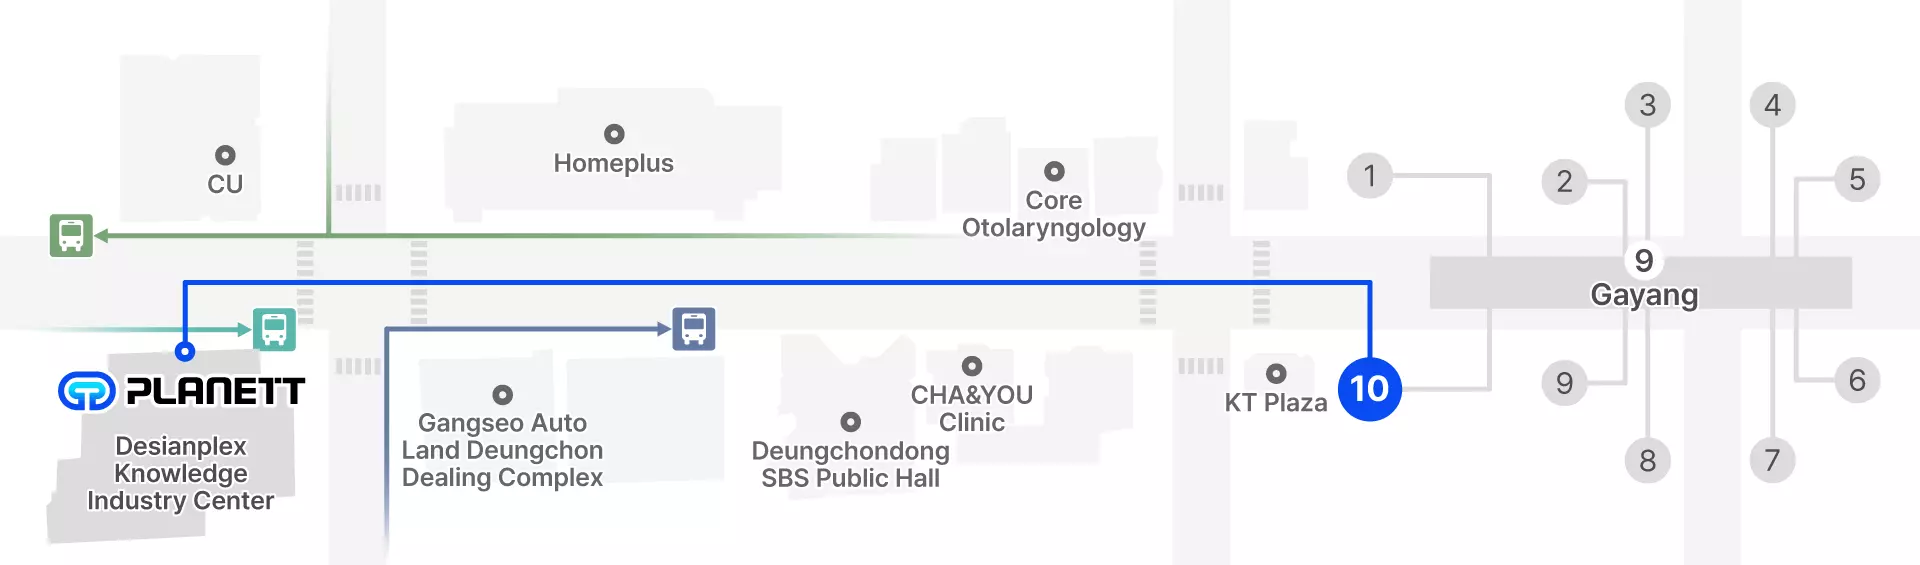 CU
Homeplus
Core
Otolaryngology
1
2
3
4
5
9
Gayang
PLANETT
Desianplex
Knowledge
Industry Center
Gangseo Auto
Land Deungchon
Dealing Complex
Deungchondong
SBS Public Hall
CHA&YOU
Clinic
KT Plaza
10
9
8
7
6